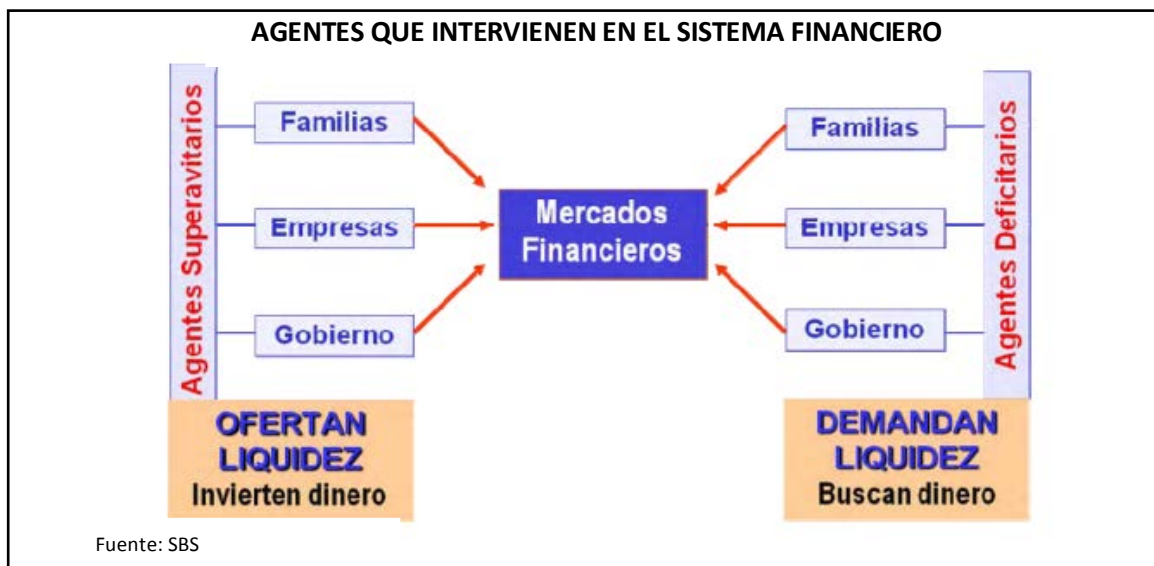 AGENTES QUE INTERVIENEN EN EL SISTEMA FINANCIERO
Agentes Superavitarios
Familias
Empresas
Gobierno
OFERTAN
LIQUIDEZ
Invierten dinero
Mercados
Financieros
Familias
Empresas
Gobierno
Agentes Deficitarios
DEMANDAN
LIQUIDEZ
Buscan dinero
Fuente: SBS